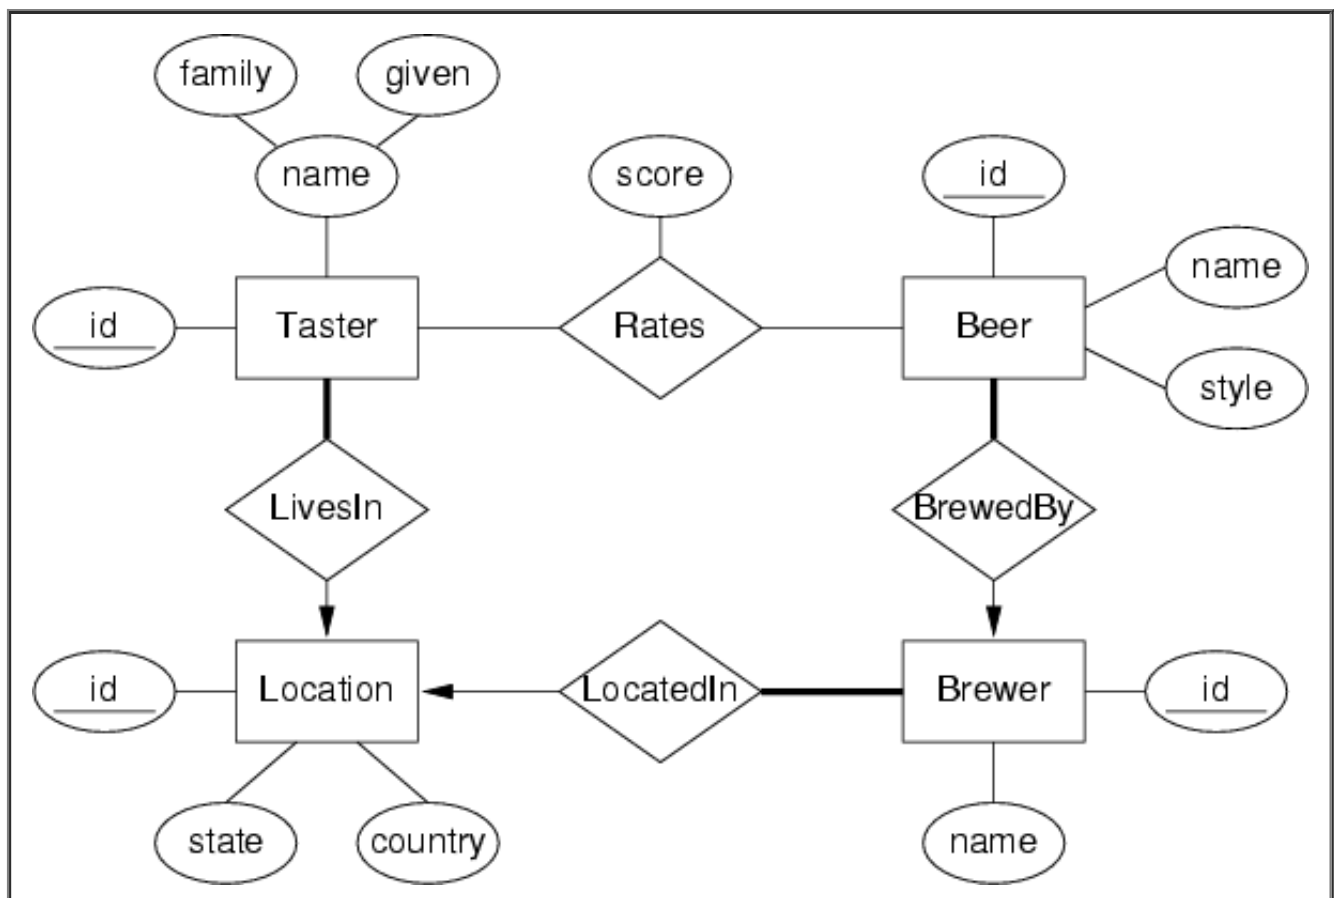 family
given
name
score
id
name
id
Taster
Rates
Beer
style
LivesIn
BrewedBy
id
Location
LocatedIn
Brewer
id
state
country
name